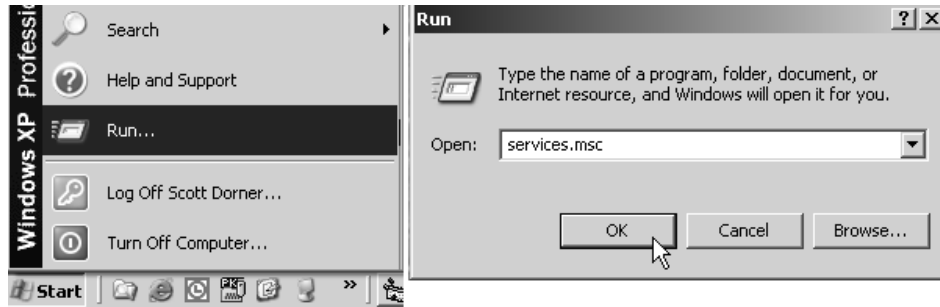 Windows XP Professi
Search
Help and Support
Run...
Log Off Scott Dorner...
Turn Off Computer...
Start
»
Run
Type the name of a program, folder, document, or
Internet resource, and Windows will open it for you.
Open: services.msc
OK Cancel Browse...